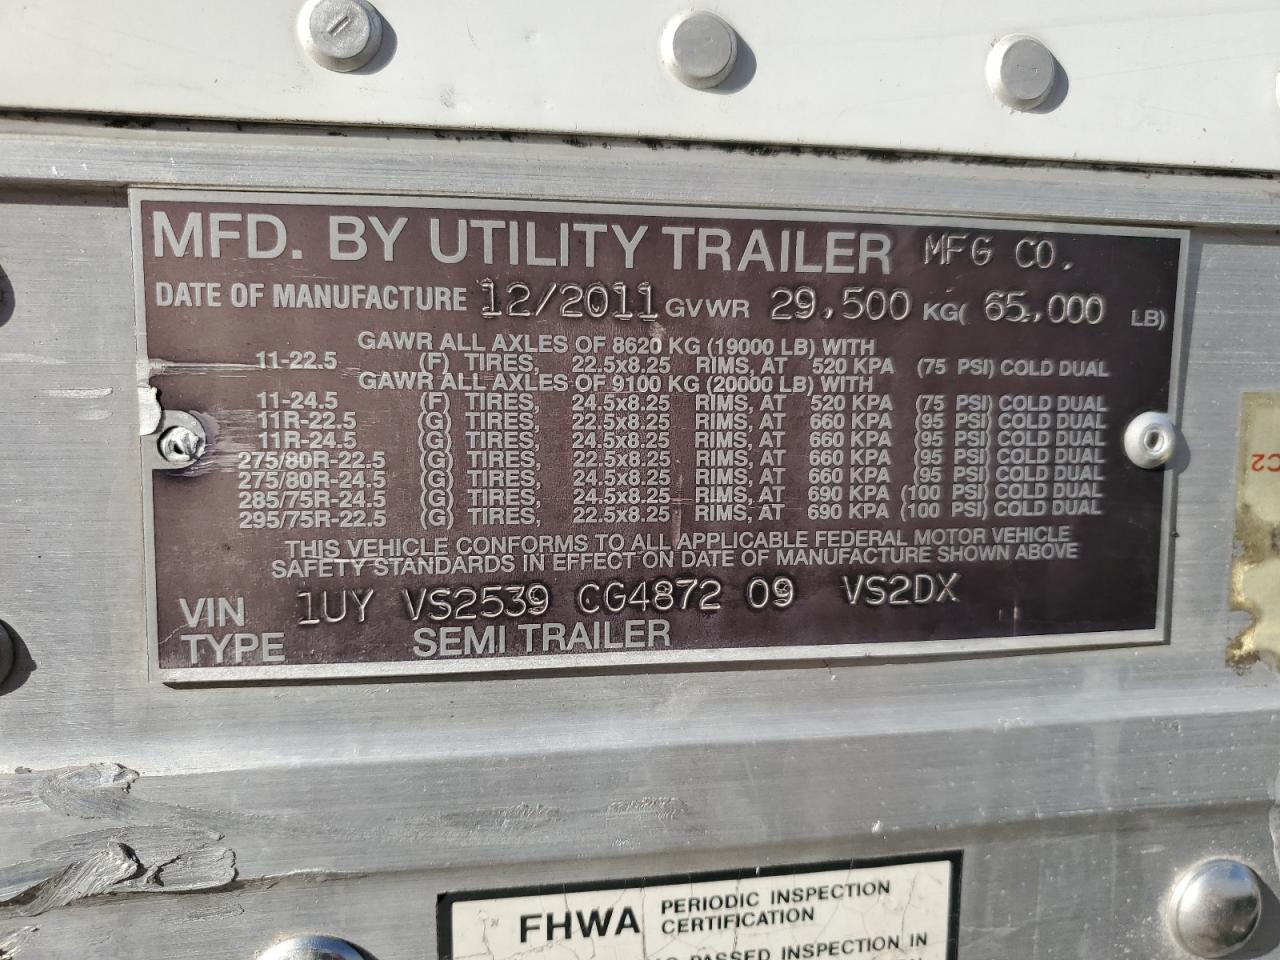 MFD. BY UTILITY TRAILER MFG CO.
DATE OF MANUFACTURE 12/2011 GVWR 29,500 KG( 65,000 LB)
GAWR ALL AXLES OF 8620 KG (19000 LB) WITH
11-22.5 (F) TIRES, 22.5x8.25 RIMS, AT 520 KPA (75 PSI) COLD DUAL
GAWR ALL AXLES OF 9100 KG (20000 LB) WITH
11-24.5 (F) TIRES, 24.5x8.25 RIMS, AT 520 KPA (75 PSI) COLD DUAL
11R-22.5 (G) TIRES, 22.5x8.25 RIMS, AT 660 KPA (95 PSI) COLD DUAL
11R-24.5 (G) TIRES, 24.5x8.25 RIMS, AT 660 KPA (95 PSI) COLD DUAL
275/80R-22.5 (G) TIRES, 22.5x8.25 RIMS, AT 660 KPA (95 PSI) COLD DUAL
275/80R-24.5 (G) TIRES, 24.5x8.25 RIMS, AT 660 KPA (95 PSI) COLD DUAL
285/75R-24.5 (G) TIRES, 24.5x8.25 RIMS, AT 690 KPA (100 PSI) COLD DUAL
295/75R-22.5 (G) TIRES, 22.5x8.25 RIMS, AT 690 KPA (100 PSI) COLD DUAL
THIS VEHICLE CONFORMS TO ALL APPLICABLE FEDERAL MOTOR VEHICLE
SAFETY STANDARDS IN EFFECT ON DATE OF MANUFACTURE SHOWN ABOVE
VIN 1UY VS2539 CG4872 09 VS2DX
TYPE SEMI TRAILER
C2
FHWA PERIODIC INSPECTION
CERTIFICATION
PASSED INSPECTION IN